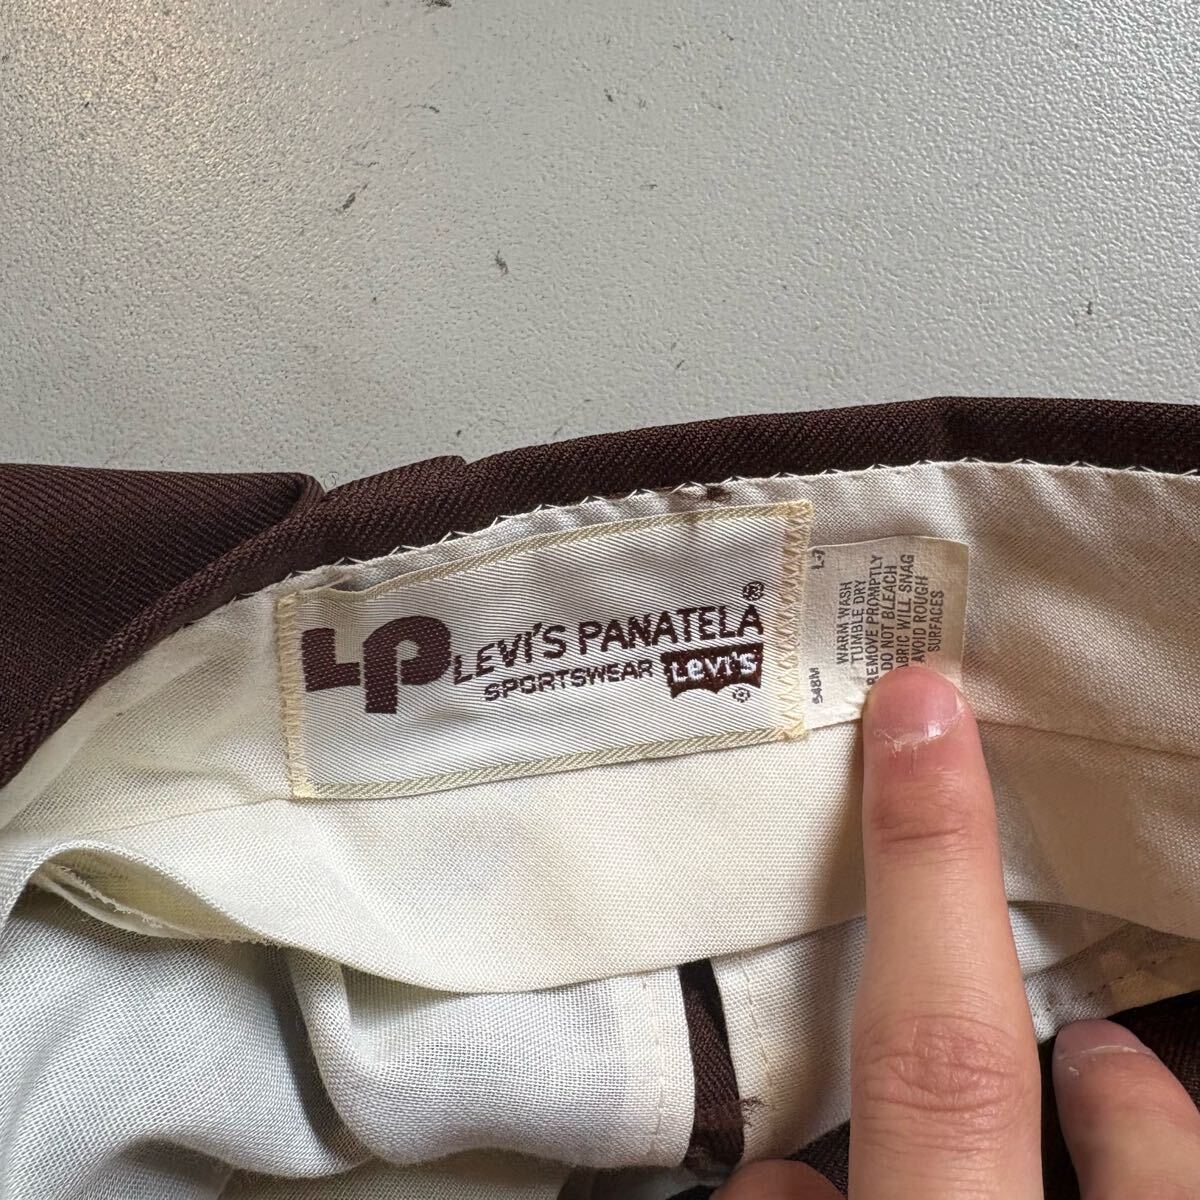 LP
LEVI'S PANATELA®
SPORTSWEAR
Levi's®
548M
WARM WASH
TUMBLE DRY
REMOVE PROMPTLY
DO NOT BLEACH
WILL SNAG
AVOID ROUGH
SURFACES